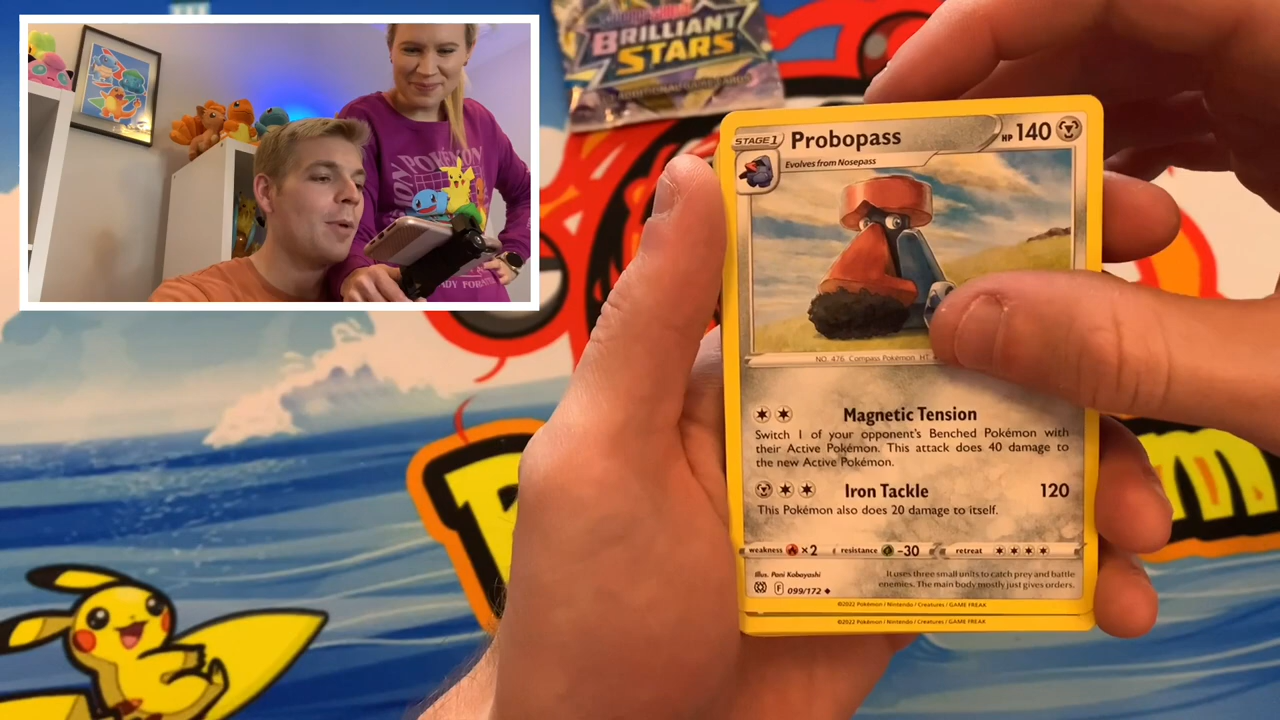 BRILLIANT
STARS
STAGE 1 Probopass HP 140
Evolves from Nosepass
NO. 476 Compass Pokémon HT:
Magnetic Tension
Switch 1 of your opponent's Benched Pokémon with
their Active Pokémon. This attack does 40 damage to
the new Active Pokémon.
Iron Tackle 120
This Pokémon also does 20 damage to itself.
weakness ×2 resistance -30 retreat
Illus. Pani Kobayashi
It uses three small units to catch prey and battle
enemies. The main body mostly just gives orders.
F 099/172
©2022 Pokémon / Nintendo / Creatures / GAME FREAK
©2022 Pokémon / Nintendo / Creatures / GAME FREAK